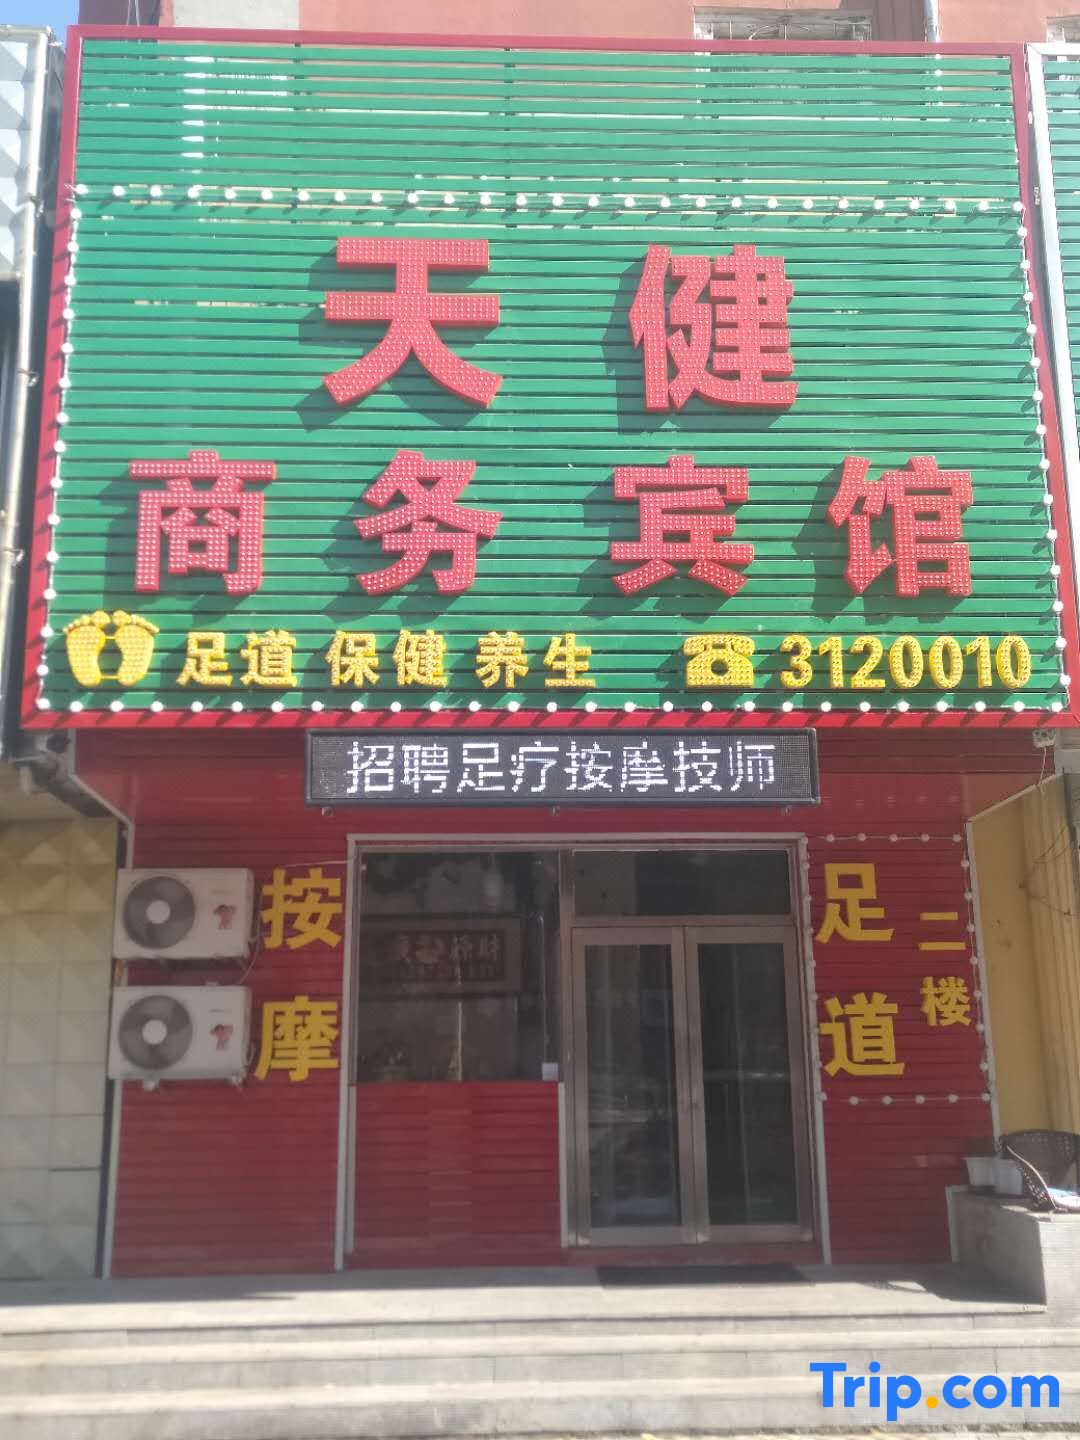 天健
商务宾馆
足道 保健 养生 3120010
招聘足疗按摩技师
按摩
足道
二楼
Trip.com